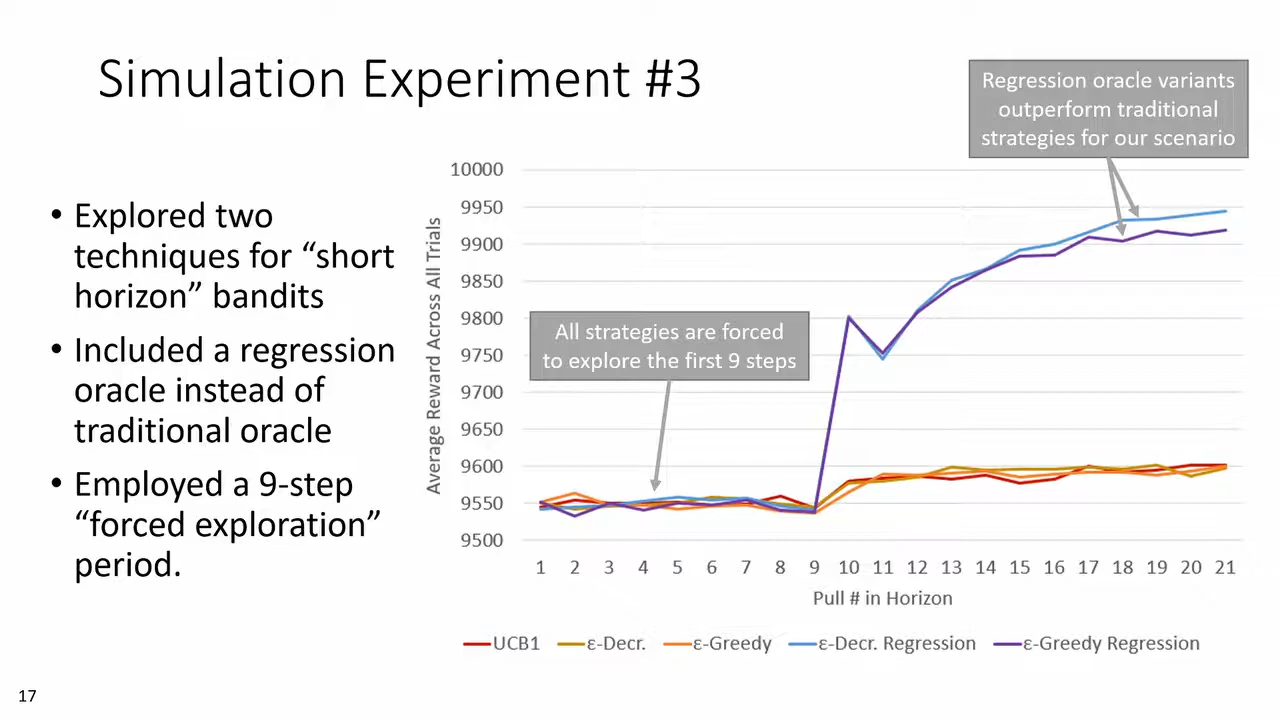 Simulation Experiment #3
• Explored two
techniques for “short
horizon” bandits
• Included a regression
oracle instead of
traditional oracle
• Employed a 9-step
“forced exploration”
period.
Regression oracle variants
outperform traditional
strategies for our scenario
All strategies are forced
to explore the first 9 steps
Average Reward Across All Trials
10000
9950
9900
9850
9800
9750
9700
9650
9600
9550
9500
1 2 3 4 5 6 7 8 9 10 11 12 13 14 15 16 17 18 19 20 21
Pull # in Horizon
UCB1 ε-Decr. ε-Greedy ε-Decr. Regression ε-Greedy Regression
17